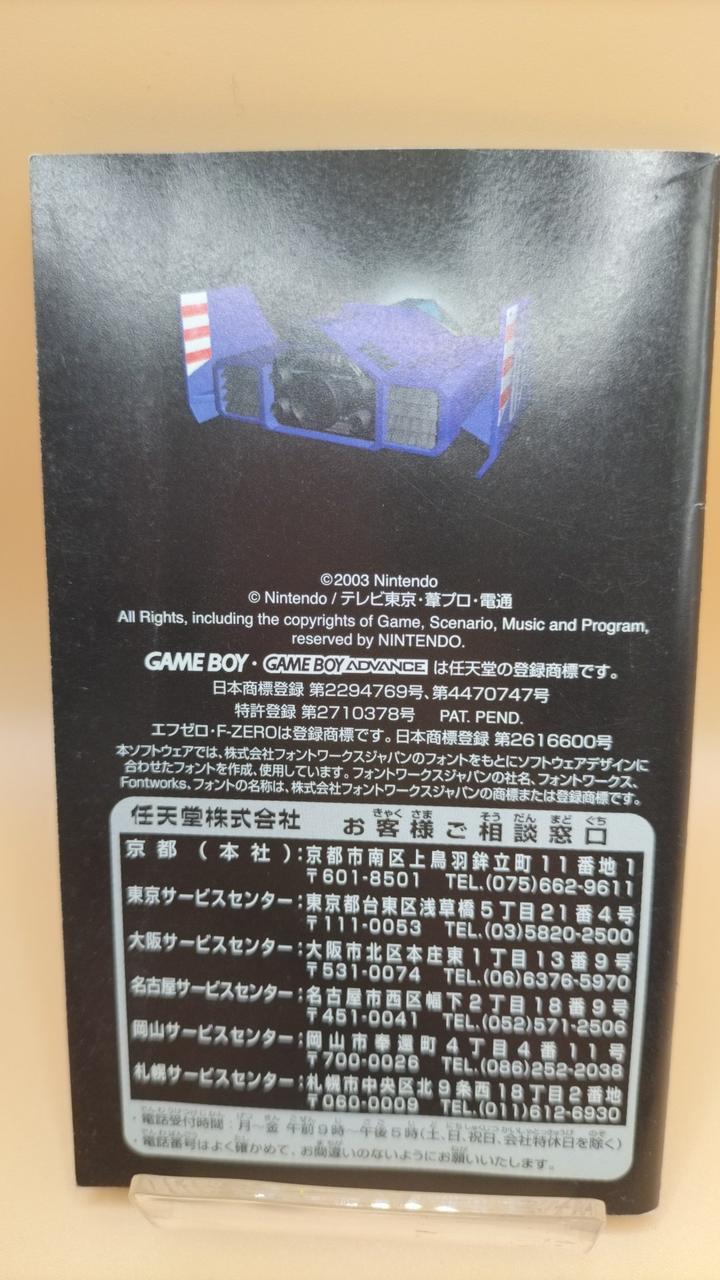 ©2003 Nintendo
© Nintendo / テレビ東京・葦プロ・電通
All Rights, including the copyrights of Game, Scenario, Music and Program,
reserved by NINTENDO.
GAME BOY・GAME BOY ADVANCE は任天堂の登録商標です。
日本商標登録 第2294769号、第4470747号
特許登録 第2710378号 PAT. PEND.
エフゼロ・F-ZEROは登録商標です。日本商標登録 第2616600号
本ソフトウェアでは、株式会社フォントワークスジャパンのフォントをもとにソフトウェアデザインに
合わせたフォントを作成、使用しています。フォントワークスジャパンの社名、フォントワークス、
Fontworks、フォントの名称は、株式会社フォントワークスジャパンの商標または登録商標です。
任天堂株式会社 お客様ご相談窓口
京都(本社):京都市南区上鳥羽鉾立町11番地1
〒601-8501 TEL.(075)662-9611
東京サービスセンター:東京都台東区浅草橋5丁目21番4号
〒111-0053 TEL.(03)5820-2500
大阪サービスセンター:大阪市北区本庄東1丁目13番9号
〒531-0074 TEL.(06)6376-5970
名古屋サービスセンター:名古屋市西区幅下2丁目18番9号
〒451-0041 TEL.(052)571-2506
岡山サービスセンター:岡山市奉還町4丁目4番11号
〒700-0026 TEL.(086)252-2038
札幌サービスセンター:札幌市中央区北9条西18丁目2番地
〒060-0009 TEL.(011)612-6930
・電話受付時間:月〜金 午前9時〜午後5時(土、日、祝日、会社特休日を除く)
・電話番号はよく確かめて、お間違いのないようにお願いいたします。